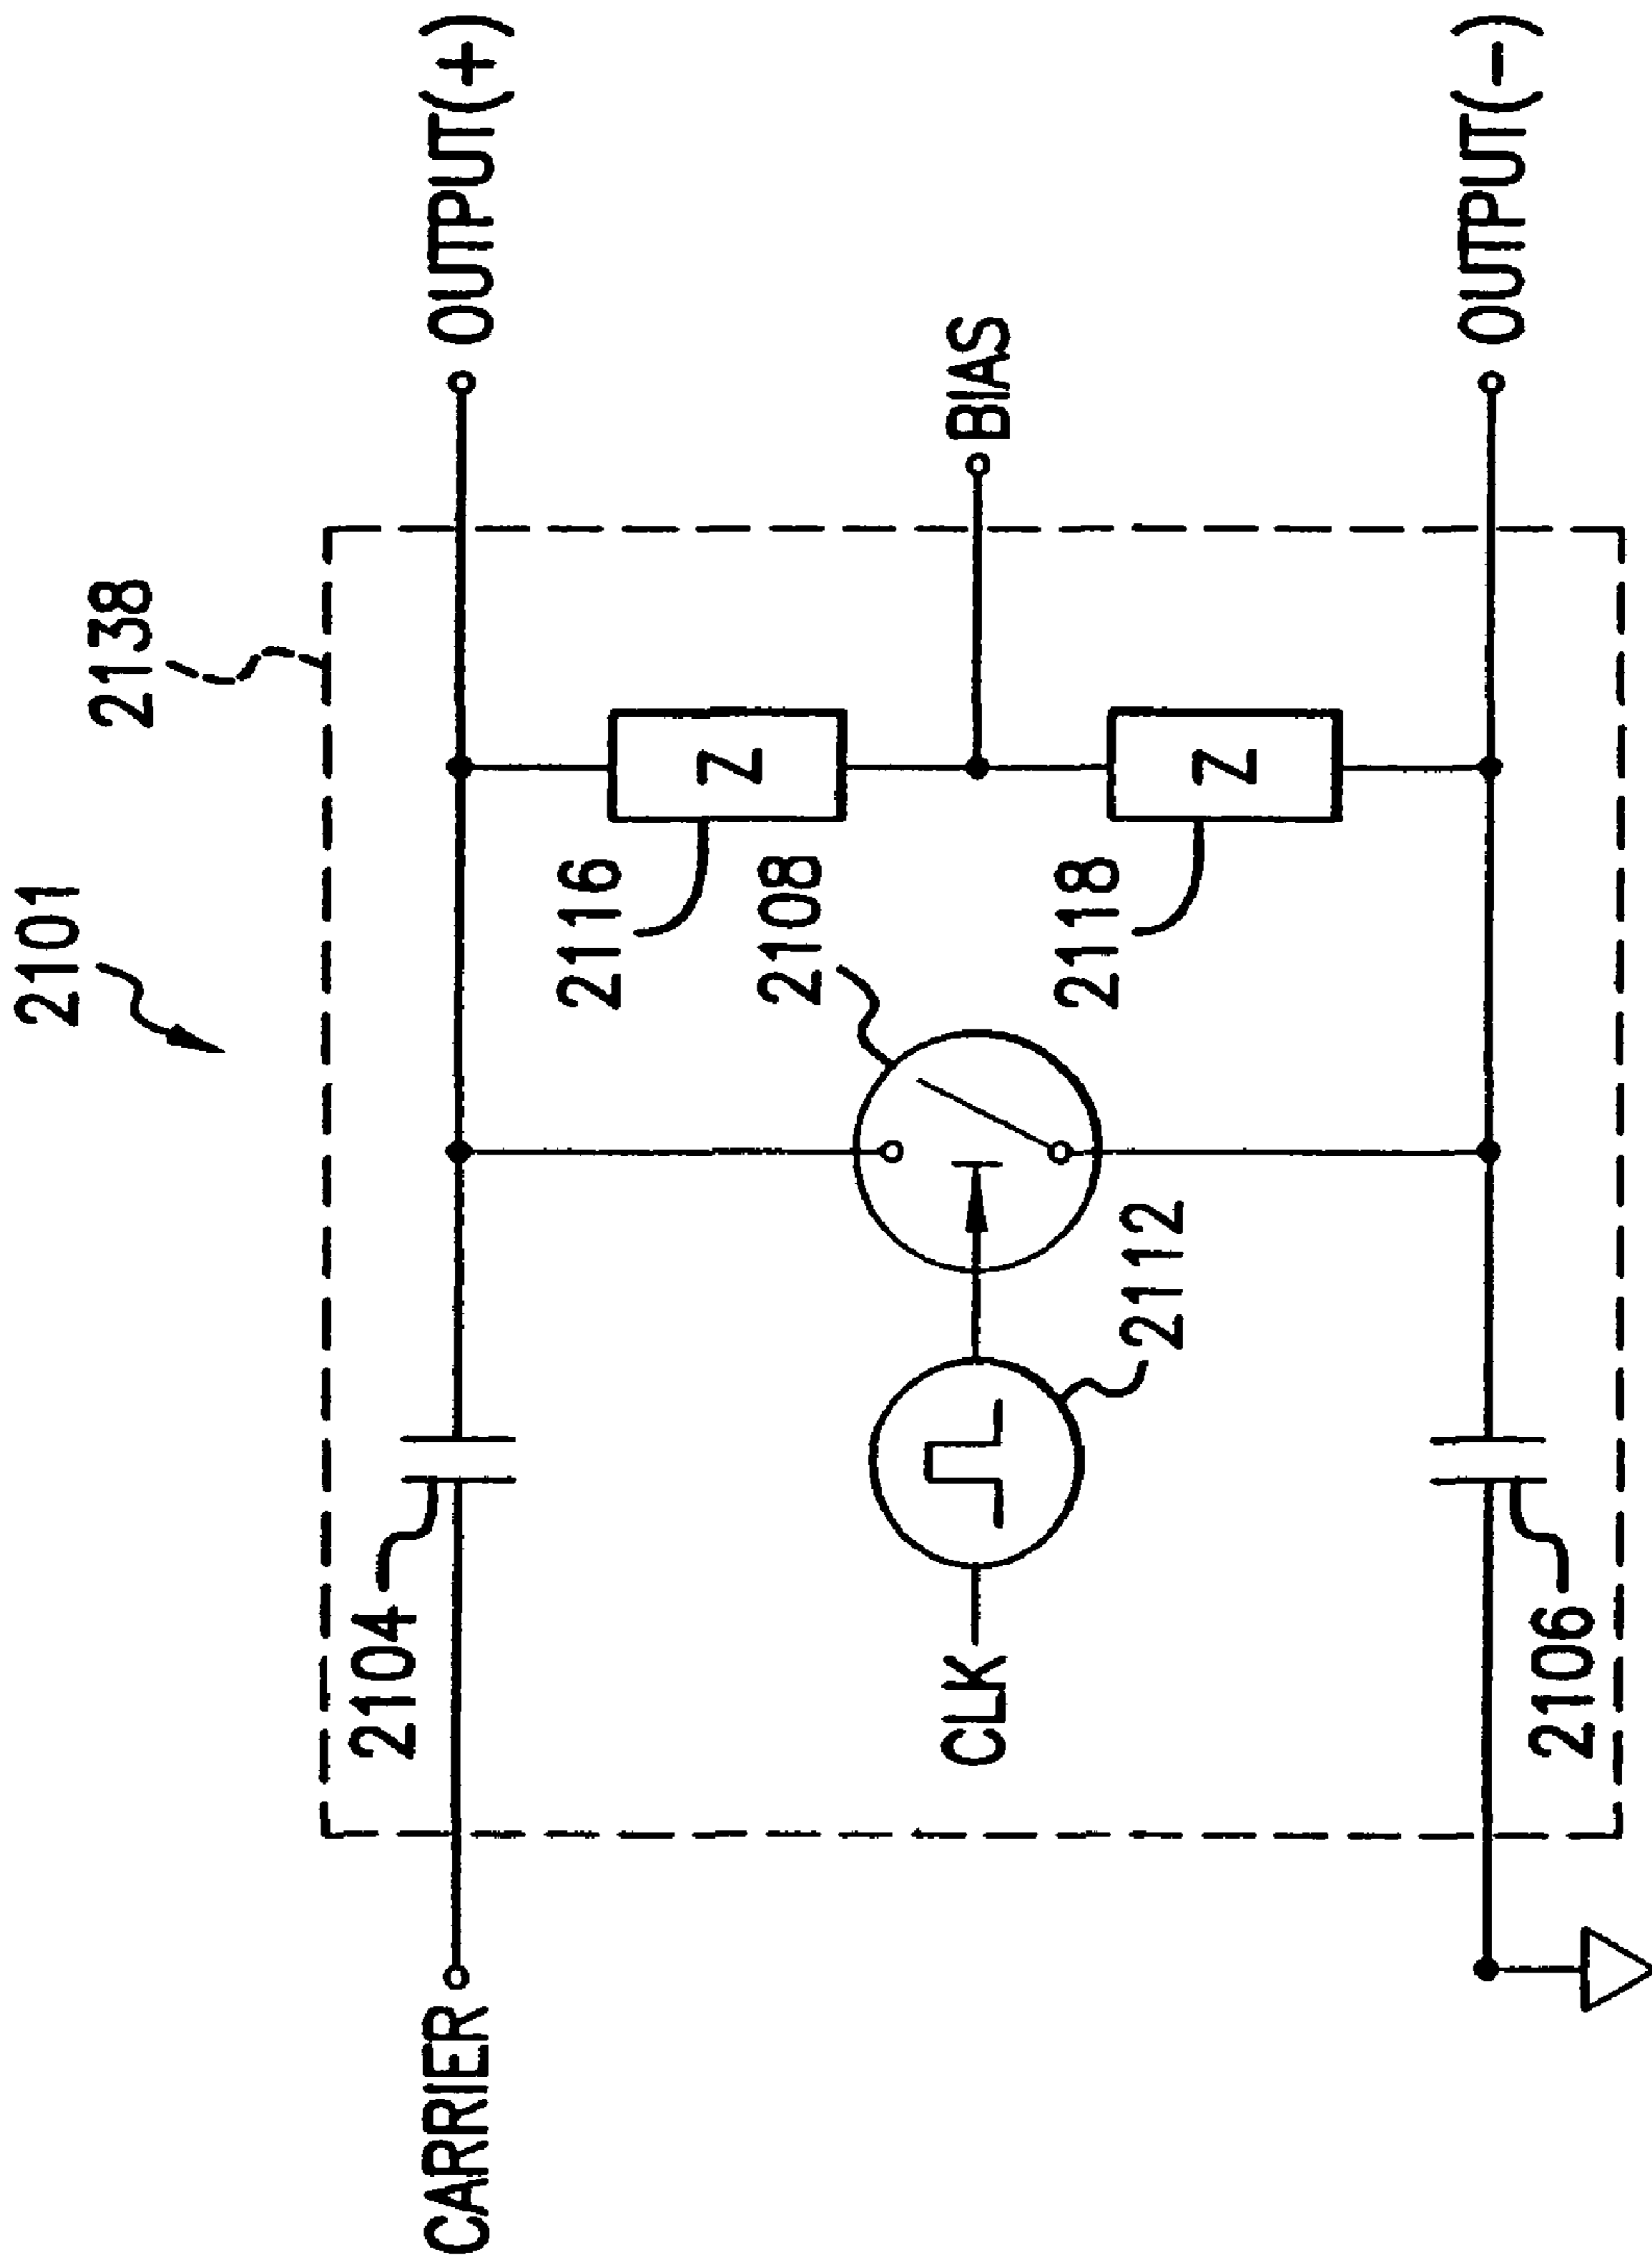 2101
2138
CARRIER
2104
OUTPUT(+)
2116
Z
2108
CLK
2112
BIAS
2118
Z
2106
OUTPUT(-)